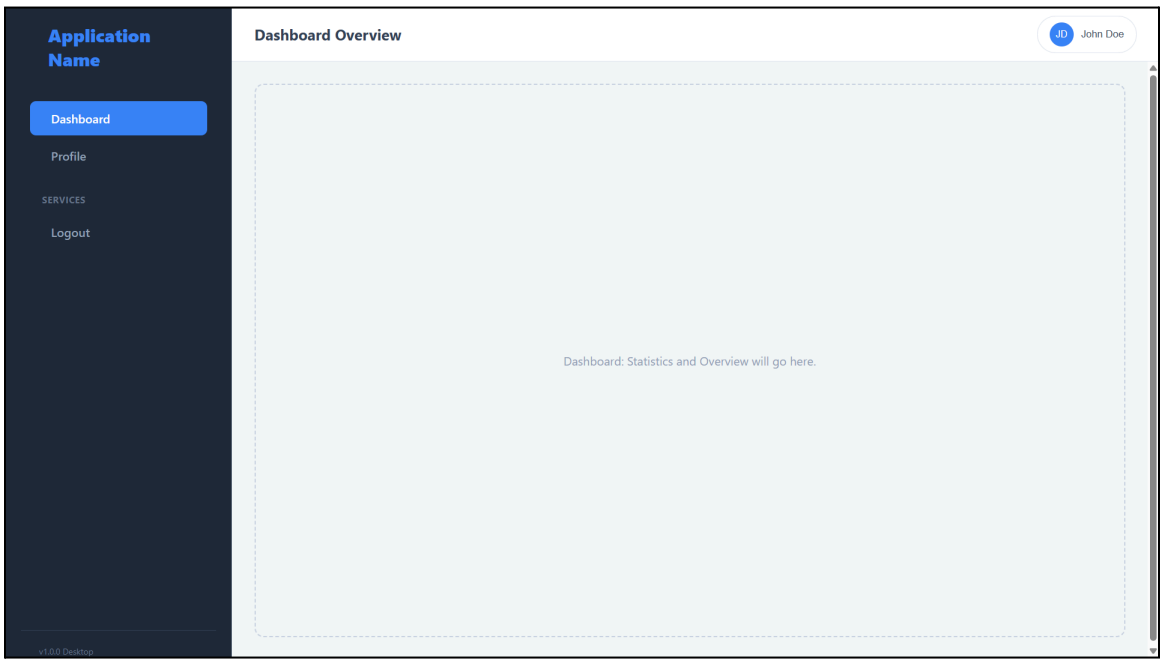 Application
Name
Dashboard
Profile
SERVICES
Logout
v1.0.0 Desktop
Dashboard Overview
JD John Doe
Dashboard: Statistics and Overview will go here.